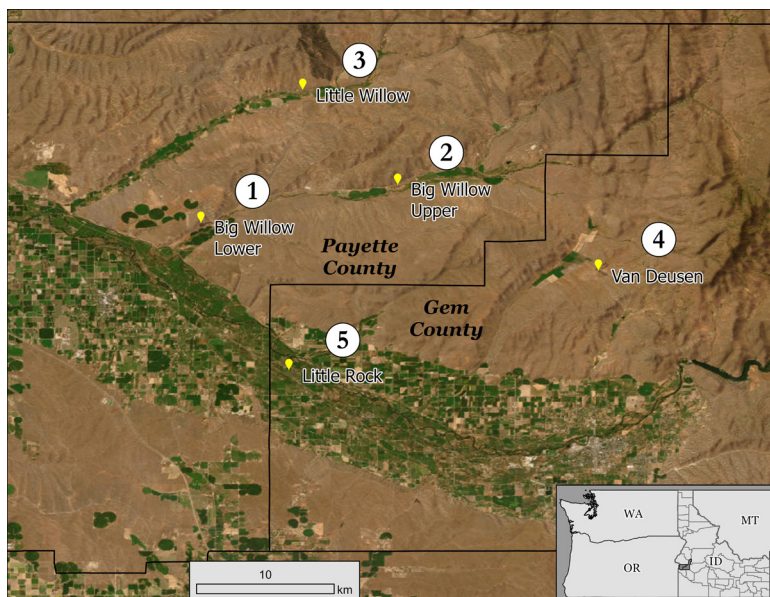 3
Little Willow
2
1
Big Willow
Upper
Big Willow
Lower
4
Payette
County
Van Deusen
Gem
County
5
Little Rock
WA
MT
OR
ID
10
km